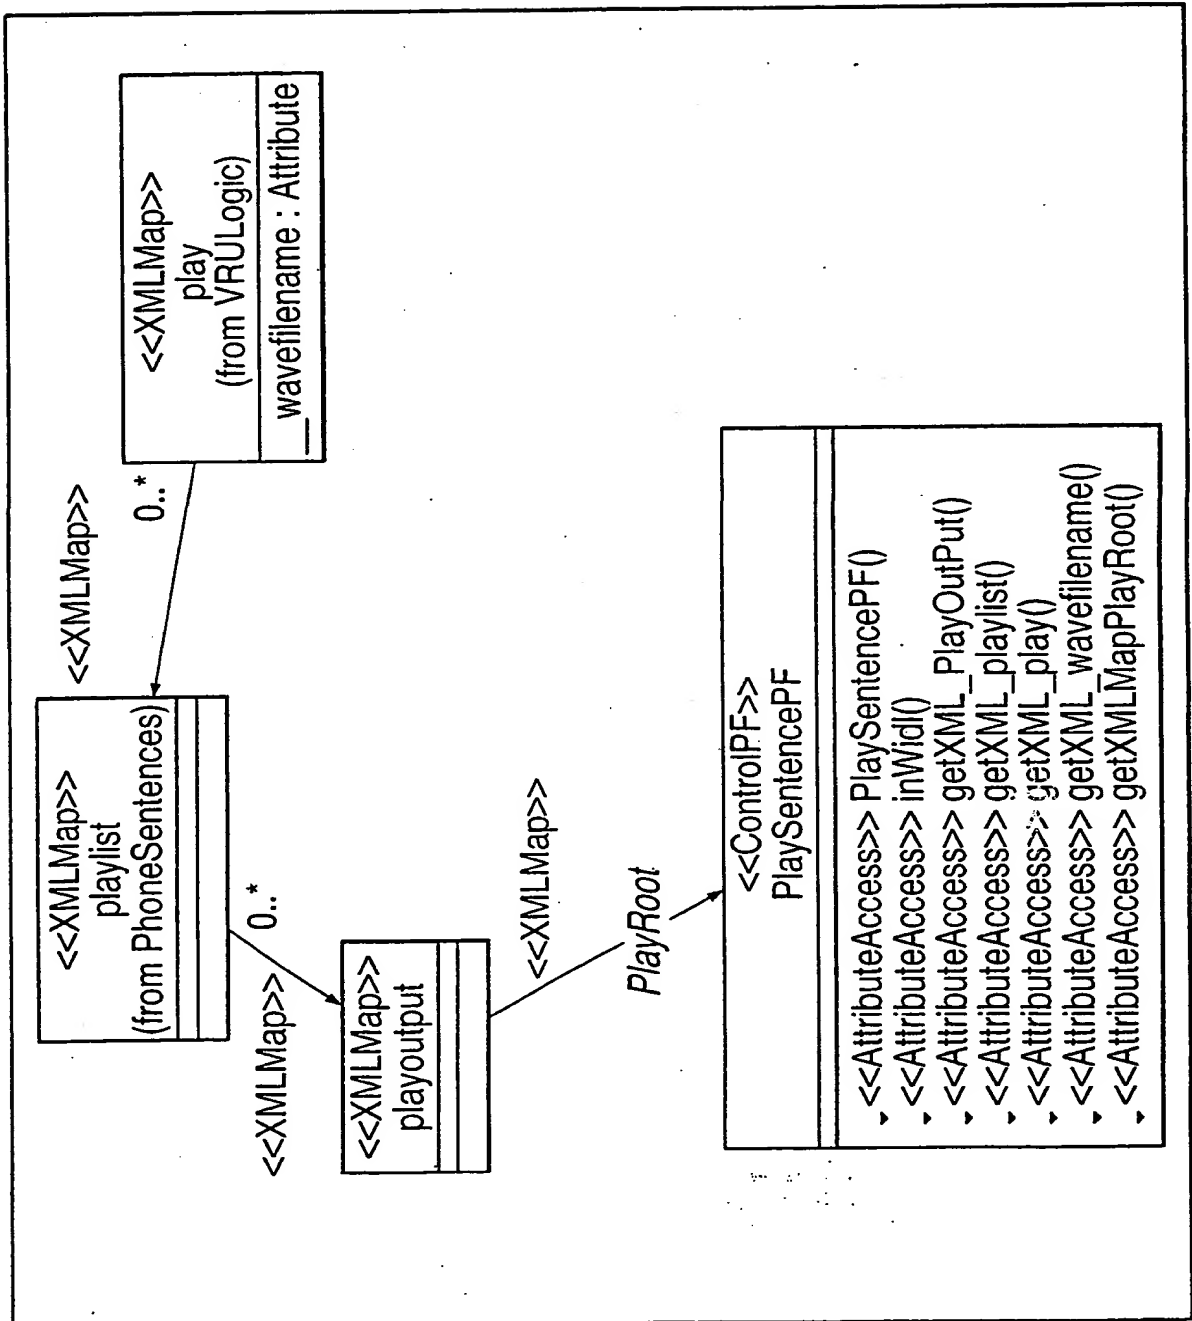 <<XMLMap>>
playlist
(from PhoneSentences)
<<XMLMap>>
0..*
<<XMLMap>>
play
(from VRULogic)
_wavefilename : Attribute
<<XMLMap>>
0..*
<<XMLMap>>
playoutput
<<XMLMap>>
PlayRoot
<<ControlPF>>
PlaySentencePF
<<AttributeAccess>> PlaySentencePF()
<<AttributeAccess>> inWidl()
<<AttributeAccess>> getXML_PlayOutPut()
<<AttributeAccess>> getXML_playlist()
<<AttributeAccess>> getXML_play()
<<AttributeAccess>> getXML_wavefilename()
<<AttributeAccess>> getXMLMapPlayRoot()